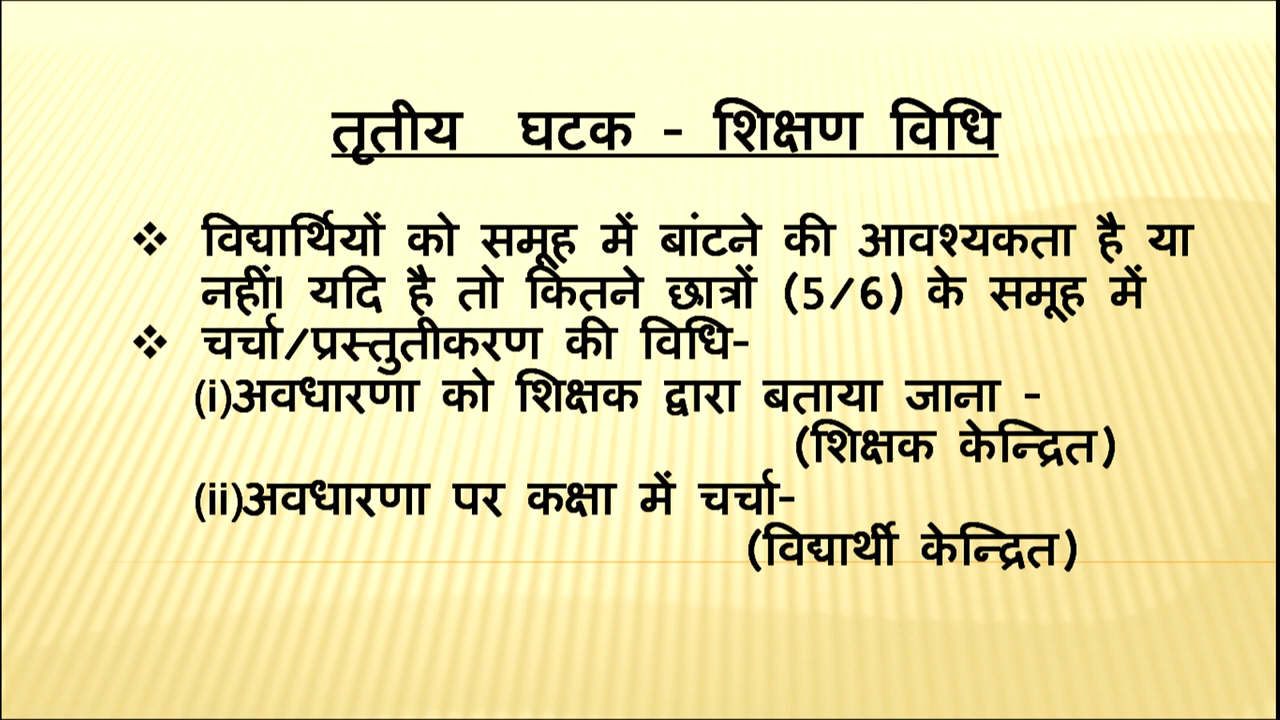 तृतीय घटक - शिक्षण विधि
❖ विद्यार्थियों को समूह में बांटने की आवश्यकता है या
नहीं। यदि है तो कितने छात्रों (5/6) के समूह में
❖ चर्चा/प्रस्तुतीकरण की विधि-
(i)अवधारणा को शिक्षक द्वारा बताया जाना -
(शिक्षक केन्द्रित)
(ii)अवधारणा पर कक्षा में चर्चा-
(विद्यार्थी केन्द्रित)